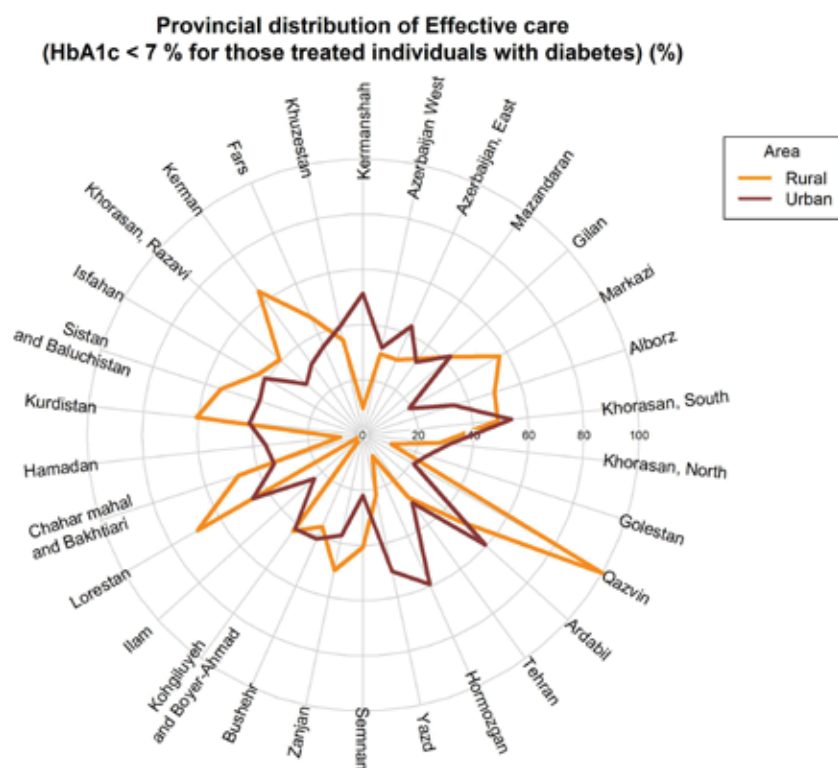 Provincial distribution of Effective care
(HbA1c < 7 % for those treated individuals with diabetes) (%)
Area
Rural
Urban
Kermanshah
Azerbaijan West
Azerbaijan, East
Mazandaran
Gilan
Markazi
Alborz
Khorasan, South
Khorasan, North
Golestan
Qazvin
Ardabil
Tehran
Hormozgan
Yazd
Semnan
Zanjan
Bushehr
Kohgiluyeh
and Boyer-Ahmad
Ilam
Lorestan
Chahar mahal
and Bakhtiari
Hamadan
Kurdistan
Sistan
and Baluchistan
Isfahan
Khorasan, Razavi
Kerman
Fars
Khuzestan
0 20 40 60 80 100